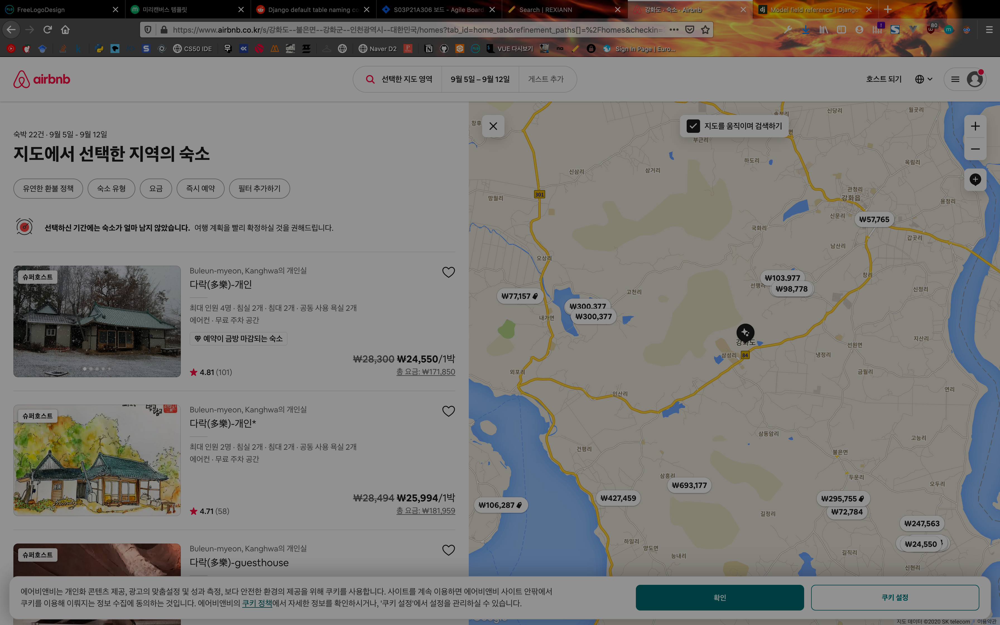 FreeLogoDesign
미리캔버스 템플릿
Django default table naming co
S03P21A306 보드 - Agile Board
Search | REXIANN
강화도 · 숙소 · Airbnb
Model field reference | Django
https://www.airbnb.co.kr/s/강화도--불은면--강화군--인천광역시--대한민국/homes?tab_id=home_tab&refinement_paths[]=%2Fhomes&checkin=
80
CS50 IDE
Naver D2
VUE 다시보기
na
Sign In Page | Euro...
airbnb
선택한 지도 영역
9월 5일 – 9월 12일
게스트 추가
호스트 되기
숙박 22건 · 9월 5일 - 9월 12일
지도에서 선택한 지역의 숙소
유연한 환불 정책
숙소 유형
요금
즉시 예약
필터 추가하기
선택하신 기간에는 숙소가 얼마 남지 않았습니다. 여행 계획을 빨리 확정하실 것을 권해드립니다.
슈퍼호스트
Buleun-myeon, Kanghwa의 개인실
다락(多樂)-개인
최대 인원 4명 · 침실 2개 · 침대 2개 · 공동 사용 욕실 2개
에어컨 · 무료 주차 공간
예약이 금방 마감되는 숙소
₩28,300 ₩24,550/1박
4.81 (101)
총 요금: ₩171,850
슈퍼호스트
Buleun-myeon, Kanghwa의 개인실
다락(多樂)-개인*
최대 인원 2명 · 침실 2개 · 침대 2개 · 공동 사용 욕실 2개
에어컨 · 무료 주차 공간
₩28,494 ₩25,994/1박
4.71 (58)
총 요금: ₩181,959
슈퍼호스트
Buleun-myeon, Kanghwa의 개인실
다락(多樂)-guesthouse
지도를 움직이며 검색하기
창후
송정리
신당리
월곳리
부근리
하도리
옥림리
신삼리
삼거리
301
망월리
관청리
강화읍
용정리
신문리
₩57,765
국화리
갑곳리
남산리
오상리
창리
₩103,977
선행리
₩98,778
신정리
고천리
₩77,157
₩300,377
₩300,377
내가면
강화도
지산리
선원면
삼성리
84
냉정리
외포리
금월리
연리
인산리
삼동암리
고능리
건평리
불은면
삼흥리
두운리
오두리
₩693,177
₩427,459
₩295,755
₩106,287
₩72,784
길정리
₩247,563
하일리
₩24,550
양도면
길직리
능내리
신현리
에어비앤비는 개인화 콘텐츠 제공, 광고의 맞춤설정 및 성과 측정, 보다 안전한 환경의 제공을 위해 쿠키를 사용합니다. 사이트를 계속 이용하면 에어비앤비 사이트 안팎에서
쿠키를 이용해 이뤄지는 정보 수집에 동의하는 것입니다. 에어비앤비의 쿠키 정책에서 자세한 정보를 확인하시거나, '쿠키 설정'에서 설정을 관리하실 수 있습니다.
확인
쿠키 설정
지도 데이터 ©2020 SK telecom
이용약관